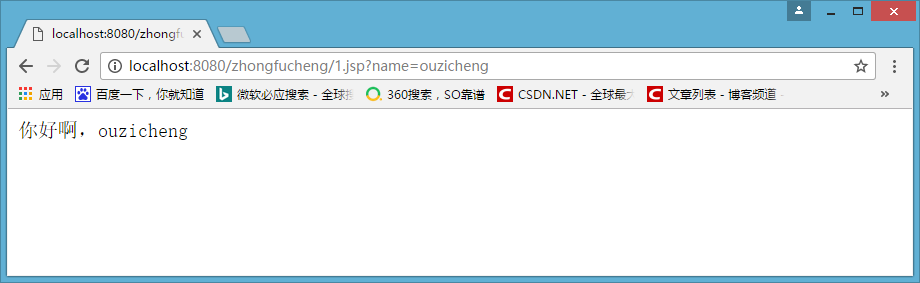 localhost:8080/zhongfu
localhost:8080/zhongfucheng/1.jsp?name=ouzicheng
应用 百度一下,你就知道 微软必应搜索 - 全球搜 360搜索,SO靠谱 CSDN.NET - 全球最大 文章列表 - 博客频道 -
你好啊,ouzicheng